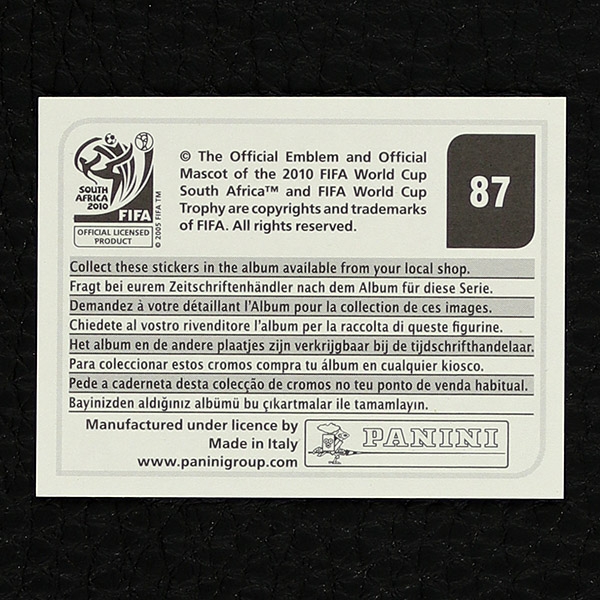 SOUTH
AFRICA
2010
FIFA
OFFICIAL LICENSED
PRODUCT
© 2005 FIFA TM
© The Official Emblem and Official
Mascot of the 2010 FIFA World Cup
South Africa™ and FIFA World Cup
Trophy are copyrights and trademarks
of FIFA. All rights reserved.
87
Collect these stickers in the album available from your local shop.
Fragt bei eurem Zeitschriftenhändler nach dem Album für diese Serie.
Demandez à votre détaillant l'Album pour la collection de ces images.
Chiedete al vostro rivenditore l'album per la raccolta di queste figurine.
Het album en de andere plaatjes zijn verkrijgbaar bij de tijdschrifthandelaar.
Para coleccionar estos cromos compra tu álbum en cualquier kiosco.
Pede a caderneta desta colecção de cromos no teu ponto de venda habitual.
Bayinizden aldığınız albümü bu çıkartmalar ile tamamlayın.
Manufactured under licence by
Made in Italy
www.paninigroup.com
PANINI